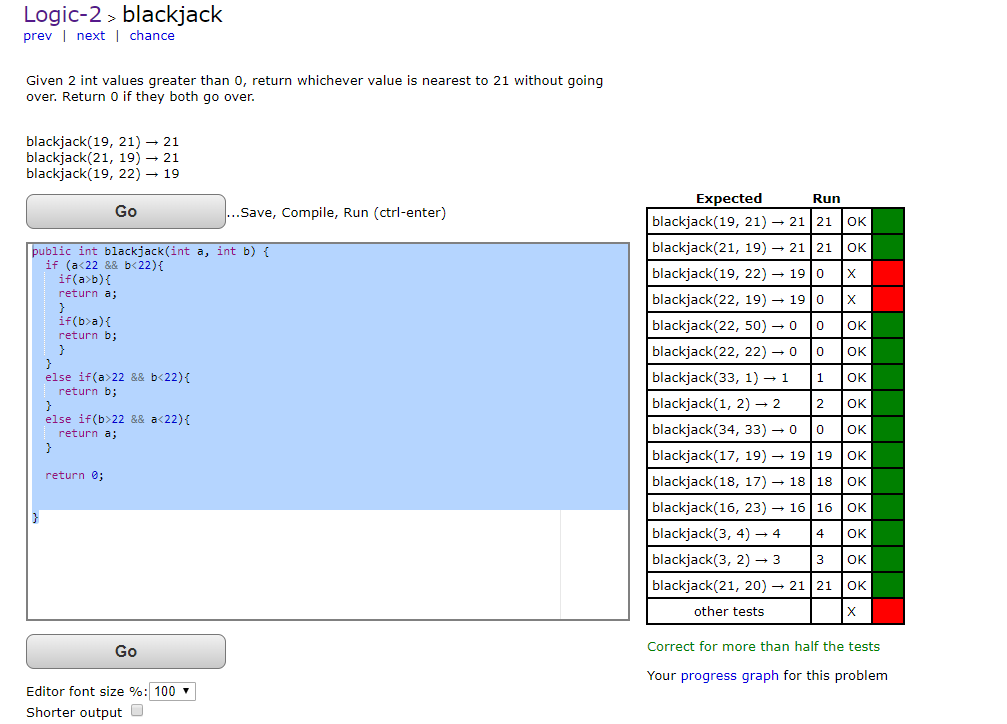 Logic-2 > blackjack
prev | next | chance
Given 2 int values greater than 0, return whichever value is nearest to 21 without going
over. Return 0 if they both go over.
blackjack(19, 21) → 21
blackjack(21, 19) → 21
blackjack(19, 22) → 19
Go
...Save, Compile, Run (ctrl-enter)
public int blackjack(int a, int b) {
if (a<22 && b<22){
if(a>b){
return a;
}
if(b>a){
return b;
}
}
else if(a>22 && b<22){
return b;
}
else if(b>22 && a<22){
return a;
}
return 0;
}
Go
Editor font size %: 100 ▼
Shorter output
Expected Run
blackjack(19, 21) → 21 21 OK
blackjack(21, 19) → 21 21 OK
blackjack(19, 22) → 19 0 X
blackjack(22, 19) → 19 0 X
blackjack(22, 50) → 0 0 OK
blackjack(22, 22) → 0 0 OK
blackjack(33, 1) → 1 1 OK
blackjack(1, 2) → 2 2 OK
blackjack(34, 33) → 0 0 OK
blackjack(17, 19) → 19 19 OK
blackjack(18, 17) → 18 18 OK
blackjack(16, 23) → 16 16 OK
blackjack(3, 4) → 4 4 OK
blackjack(3, 2) → 3 3 OK
blackjack(21, 20) → 21 21 OK
other tests X
Correct for more than half the tests
Your progress graph for this problem